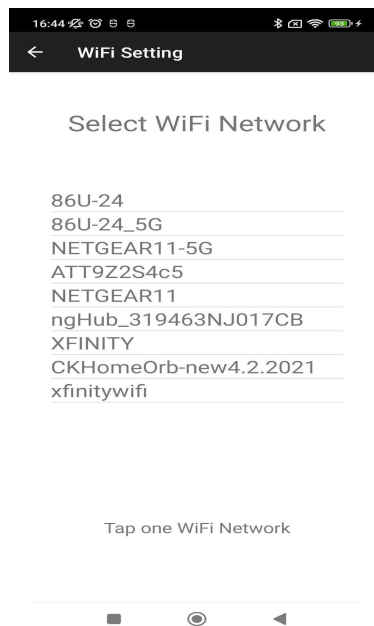 16:44
93
WiFi Setting
Select WiFi Network
86U-24
86U-24_5G
NETGEAR11-5G
ATT9Z2S4c5
NETGEAR11
ngHub_319463NJ017CB
XFINITY
CKHomeOrb-new4.2.2021
xfinitywifi
Tap one WiFi Network